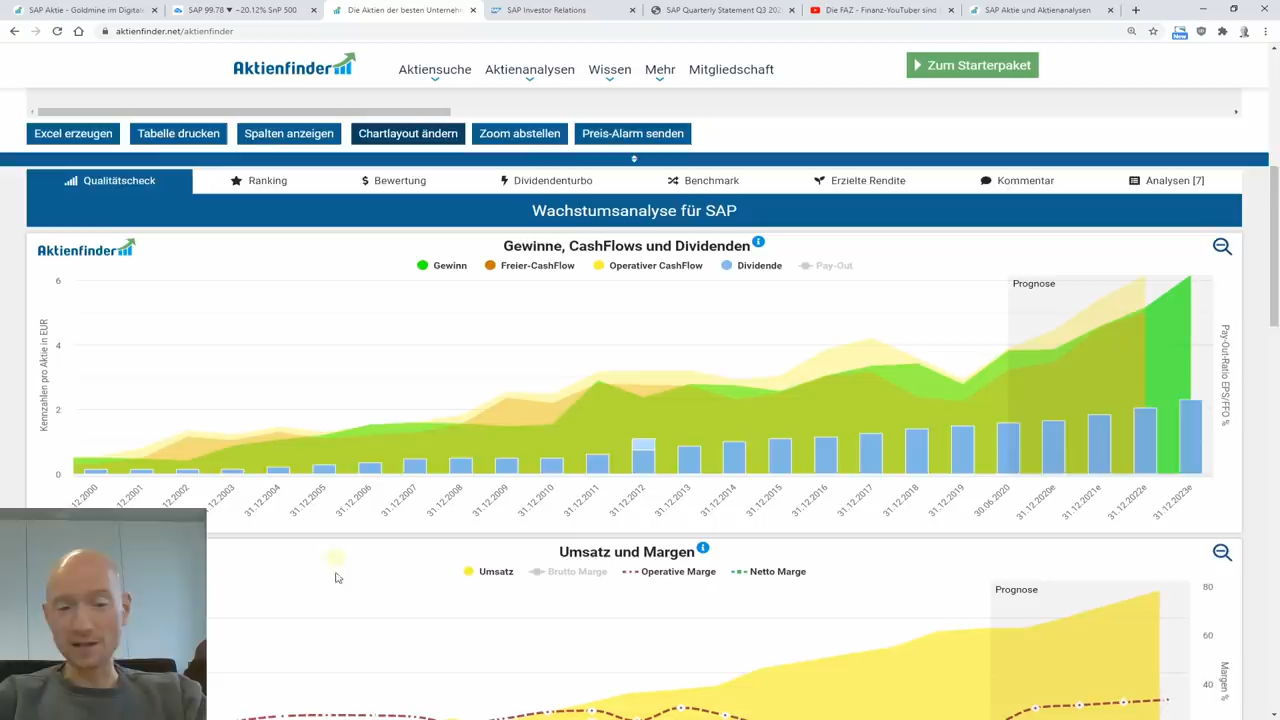 SAP Aktie - Goldmine im Digital
SAP 99.78 ▼ −20.12% SnP 500
Die Aktien der besten Unterneh
SAP Investor Relations
SAP Quarterly Statement Q3 202
Die FAZ - Finanz-YouTuber sind
SAP Aktie und Aktienanalysen
aktienfinder.net/aktienfinder
New
Aktienfinder
Aktiensuche
Aktienanalysen
Wissen
Mehr
Mitgliedschaft
Zum Starterpaket
Excel erzeugen
Tabelle drucken
Spalten anzeigen
Chartlayout ändern
Zoom abstellen
Preis-Alarm senden
Qualitätscheck
Ranking
Bewertung
Dividendenturbo
Benchmark
Erzielte Rendite
Kommentar
Analysen [7]
Wachstumsanalyse für SAP
Aktienfinder
Gewinne, CashFlows und Dividenden
Gewinn
Freier-CashFlow
Operativer CashFlow
Dividende
Pay-Out
Prognose
6
4
2
0
Kennzahlen pro Aktie in EUR
Pay-Out-Ratio EPS/FFO %
.12.2000
31.12.2001
31.12.2002
31.12.2003
31.12.2004
31.12.2005
31.12.2006
31.12.2007
31.12.2008
31.12.2009
31.12.2010
31.12.2011
31.12.2012
31.12.2013
31.12.2014
31.12.2015
31.12.2016
31.12.2017
31.12.2018
31.12.2019
30.06.2020
31.12.2020e
31.12.2021e
31.12.2022e
31.12.2023e
Umsatz und Margen
Umsatz
Brutto Marge
Operative Marge
Netto Marge
Prognose
80
60
40
Margen %